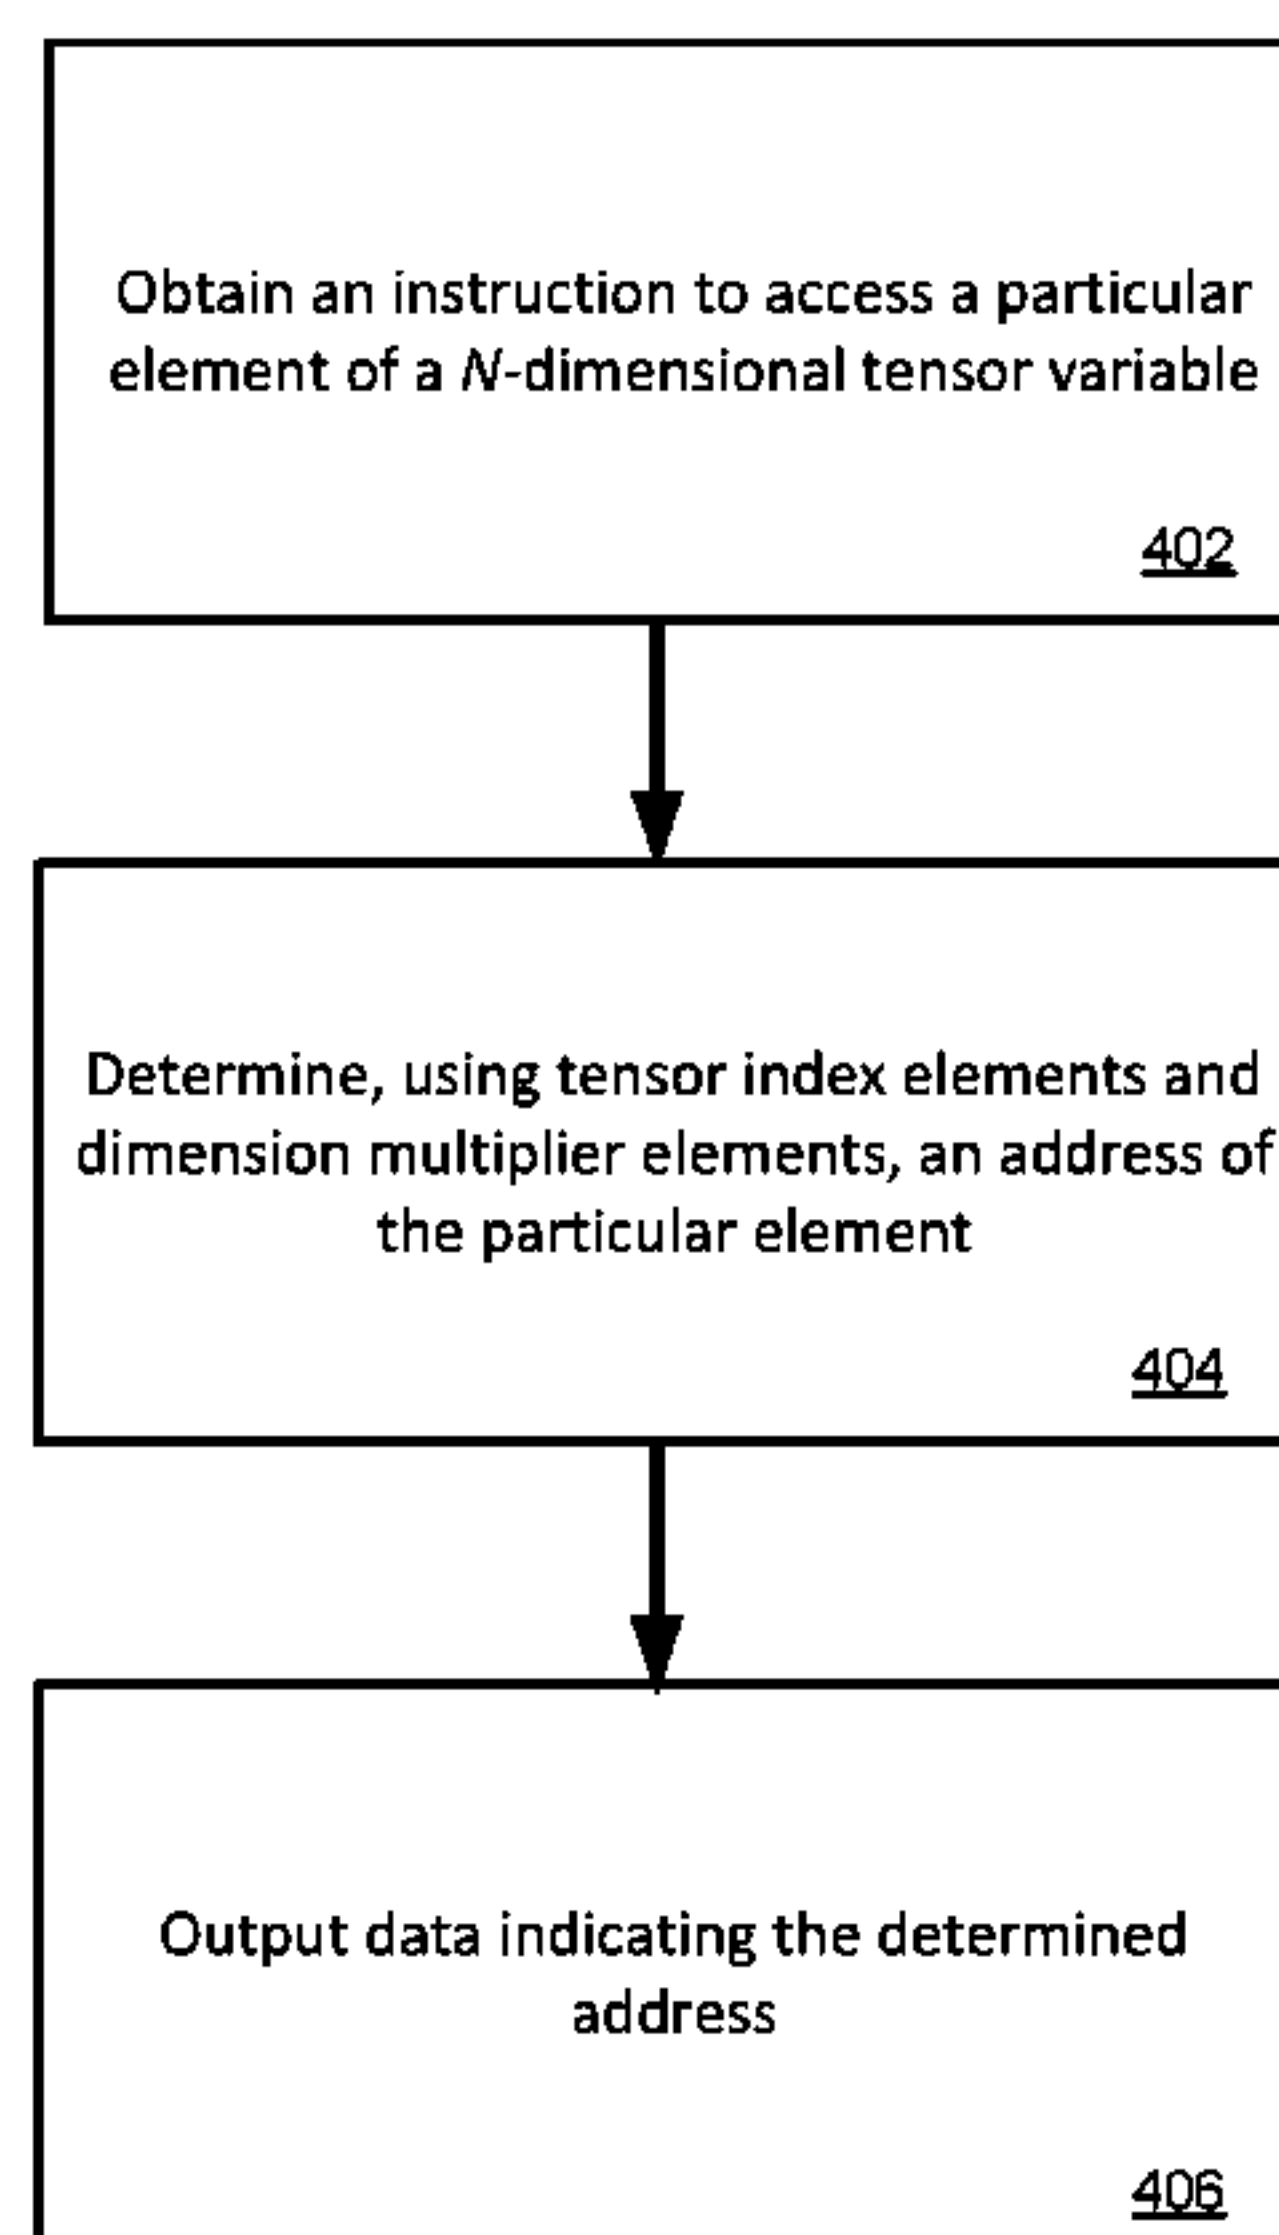 Obtain an instruction to access a particular
element of a N-dimensional tensor variable
402
Determine, using tensor index elements and
dimension multiplier elements, an address of
the particular element
404
Output data indicating the determined
address
406